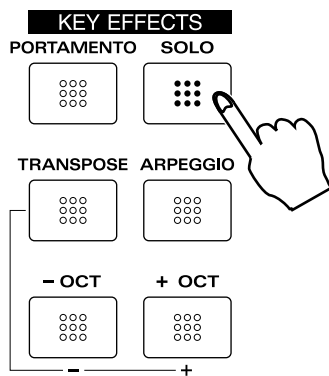 KEY EFFECTS
PORTAMENTO SOLO
TRANSPOSE ARPEGGIO
– OCT + OCT
– +